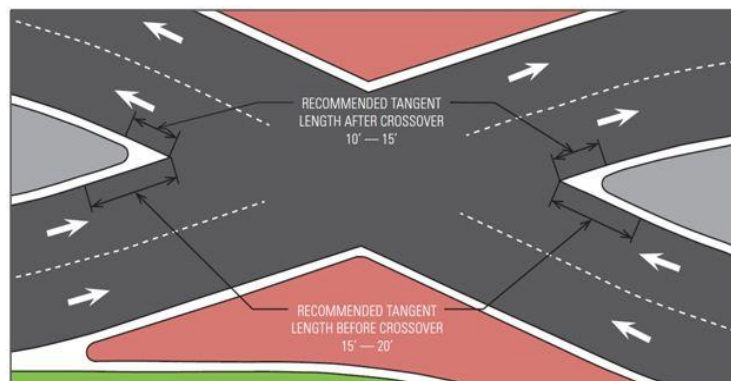 RECOMMENDED TANGENT
LENGTH AFTER CROSSOVER
10' — 15'
RECOMMENDED TANGENT
LENGTH BEFORE CROSSOVER
15' — 20'